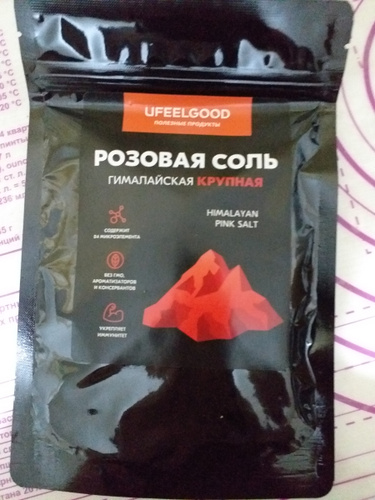 UFEELGOOD
ПОЛЕЗНЫЕ ПРОДУКТЫ
РОЗОВАЯ СОЛЬ
ГИМАЛАЙСКАЯ КРУПНАЯ
HIMALAYAN
PINK SALT
СОДЕРЖИТ
84 МИКРОЭЛЕМЕНТА
БЕЗ ГМО,
АРОМАТИЗАТОРОВ
И КОНСЕРВАНТОВ
УКРЕПЛЯЕТ
ИММУНИТЕТ